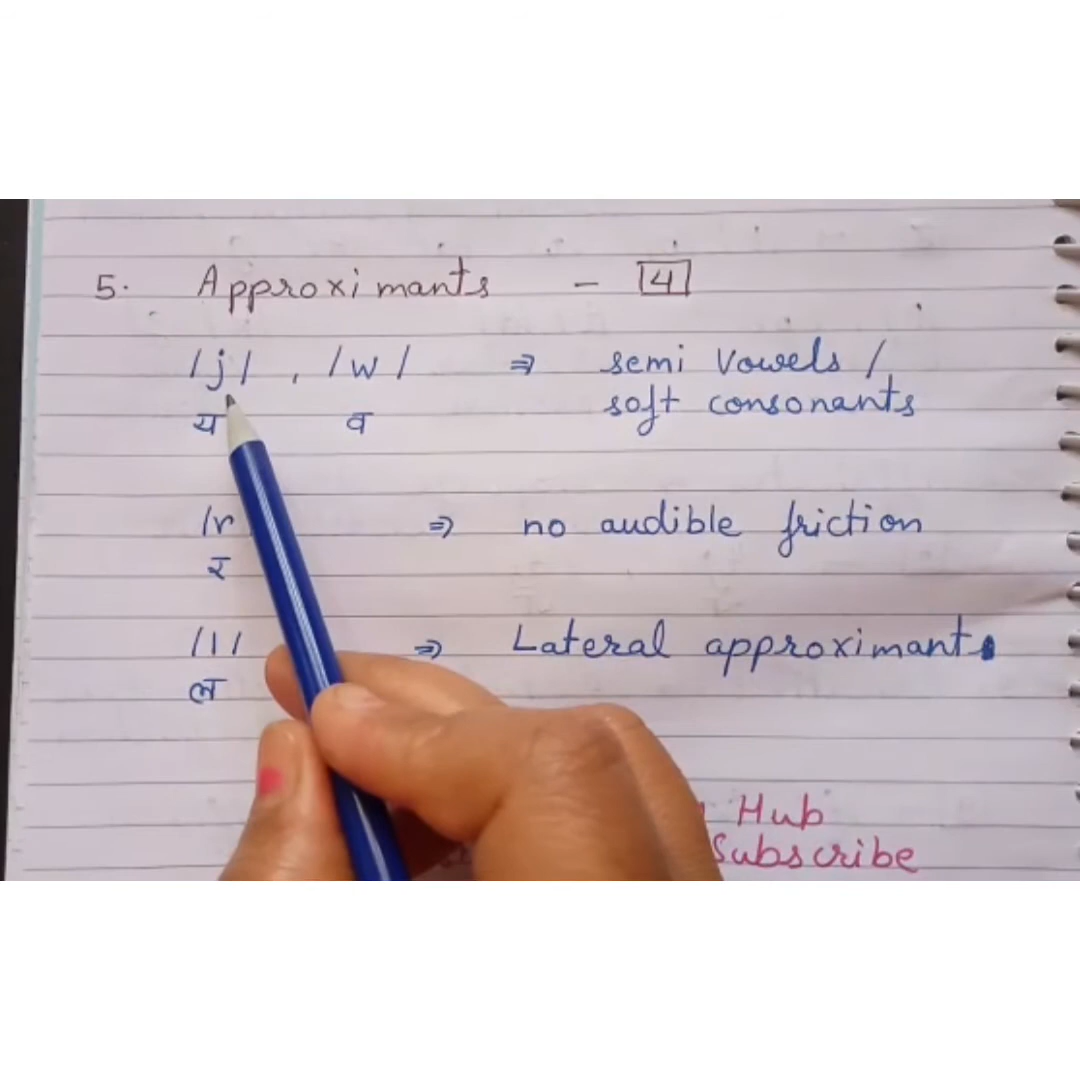 5. Approximants - 4
/j/ , /w/ ⇒ semi vowels /
य व soft consonants
/r ⇒ no audible friction
र
/l/ ⇒ Lateral approximants
ल
Hub
Subscribe